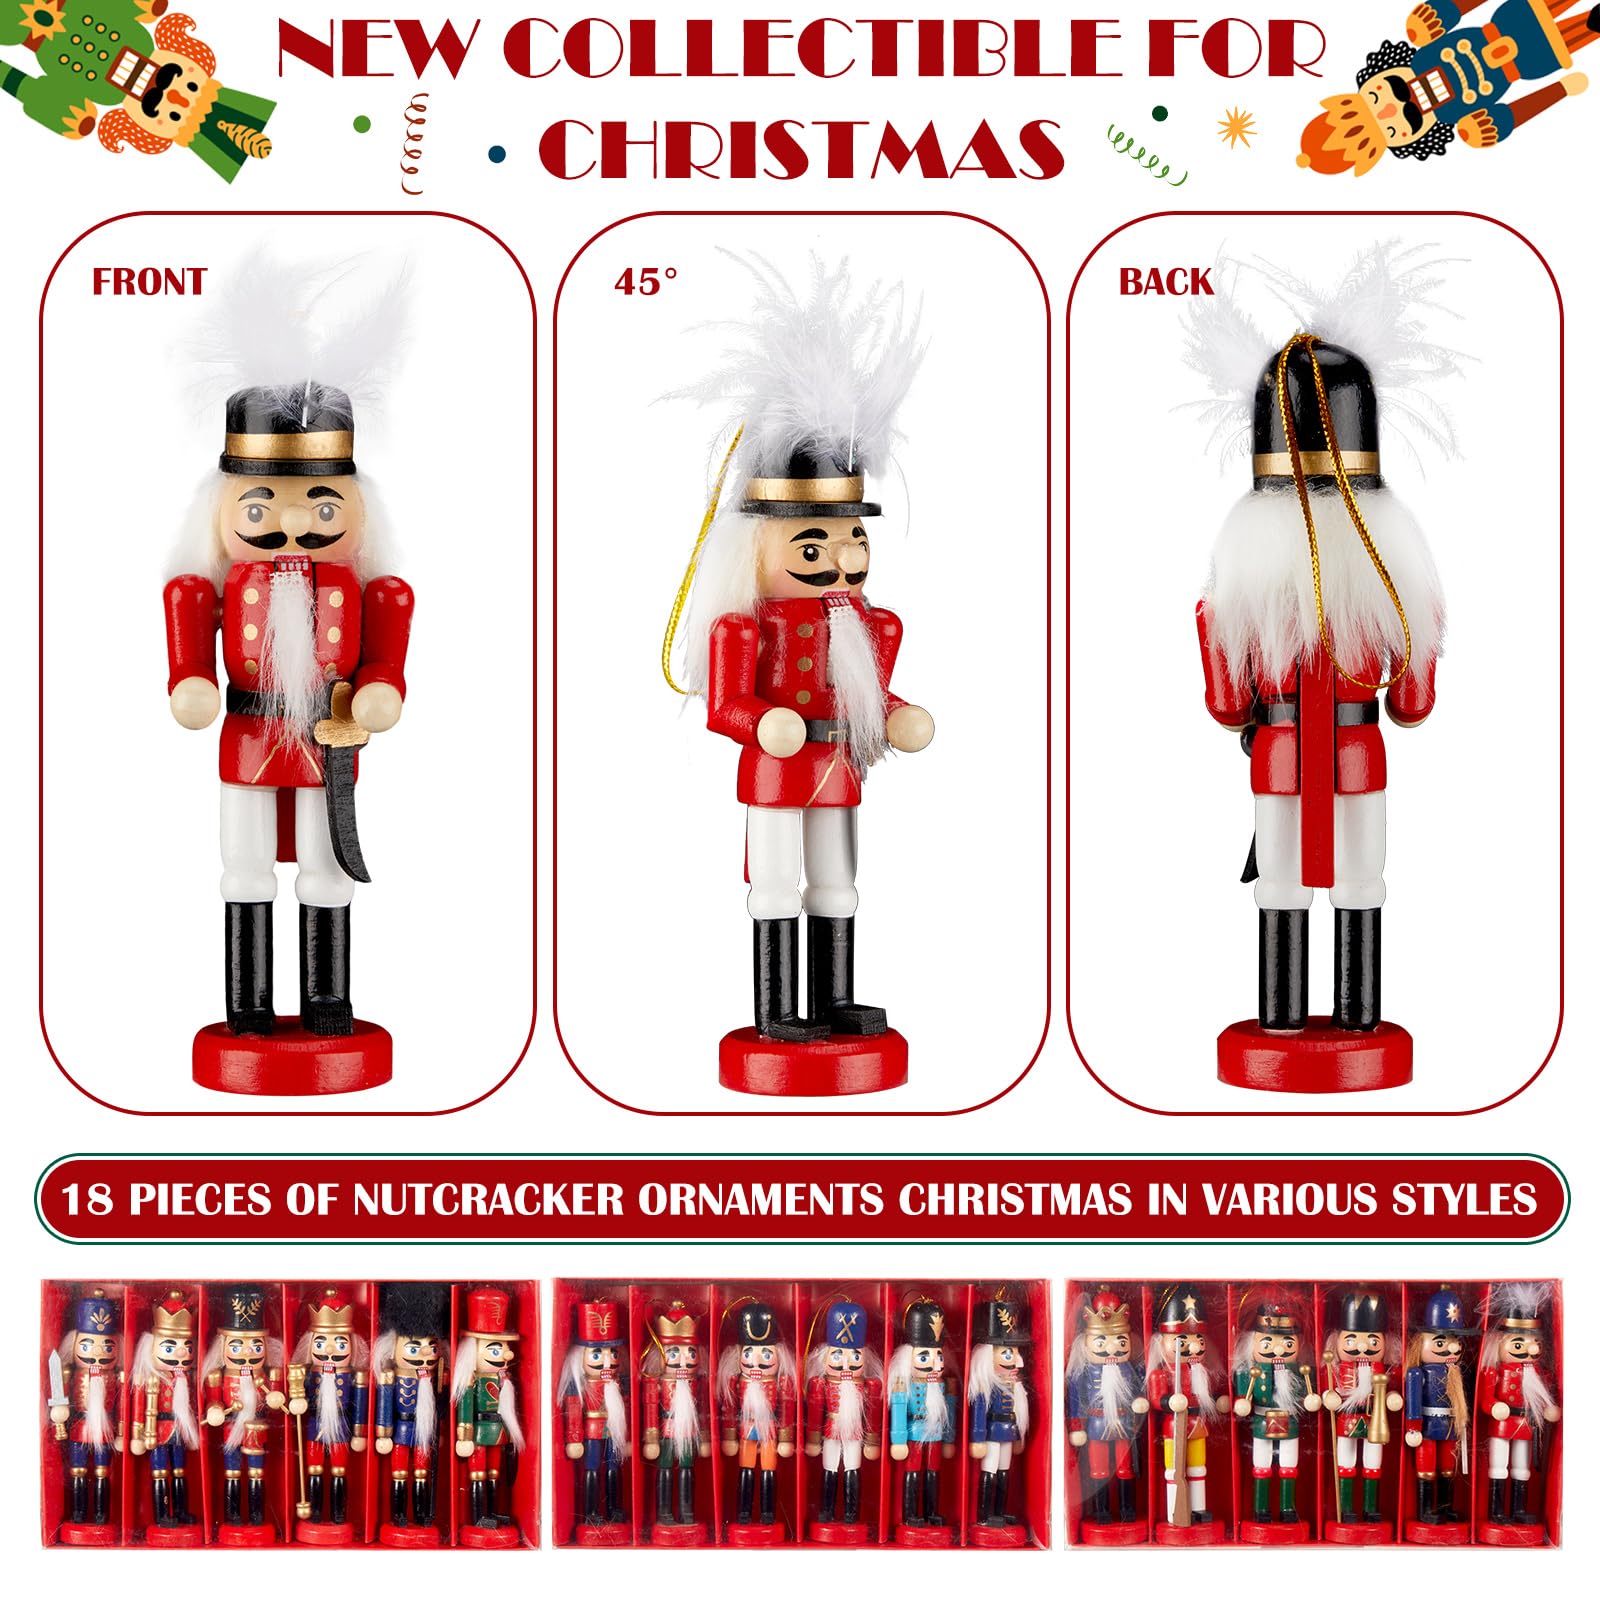 NEW COLLECTIBLE FOR
CHRISTMAS
FRONT
45°
BACK
18 PIECES OF NUTCRACKER ORNAMENTS CHRISTMAS IN VARIOUS STYLES